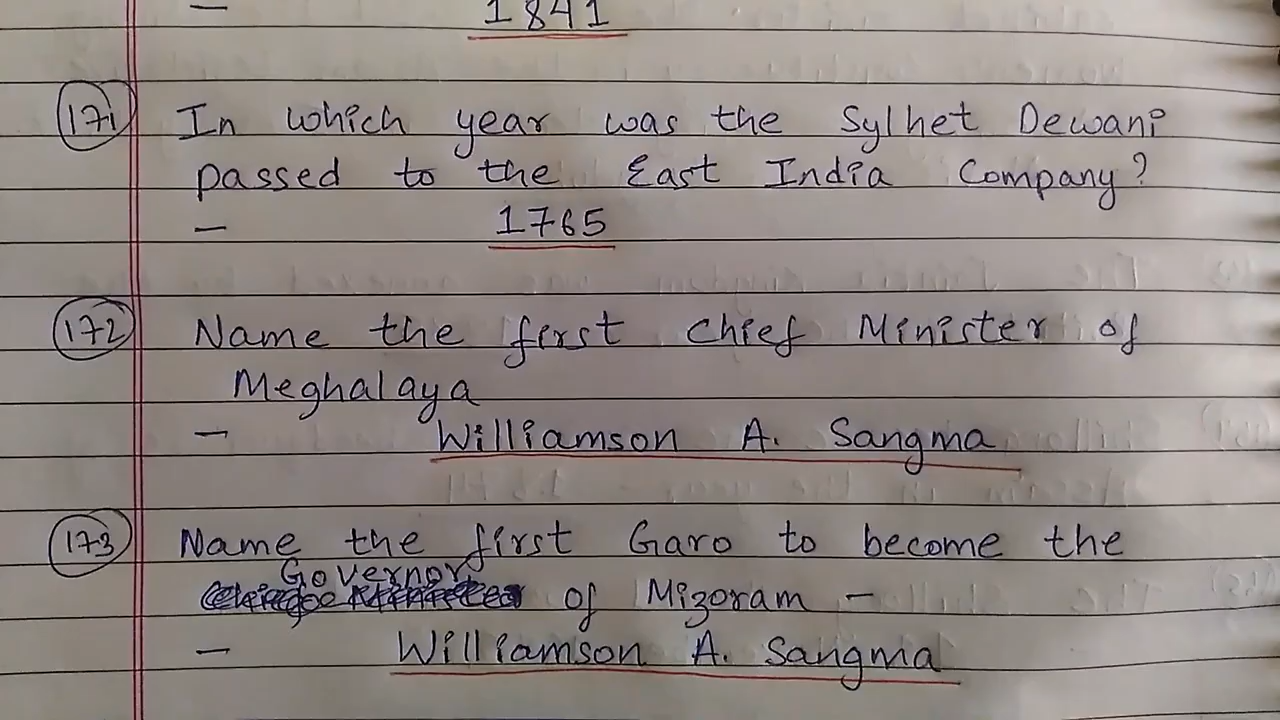 — 1841
171 In which year was the Sylhet Dewani
passed to the East India Company?
— 1765
172 Name the first Chief Minister of
Meghalaya
— Williamson A. Sangma
173 Name the first Garo to become the
Governor
of Mizoram —
— Williamson A. Sangma